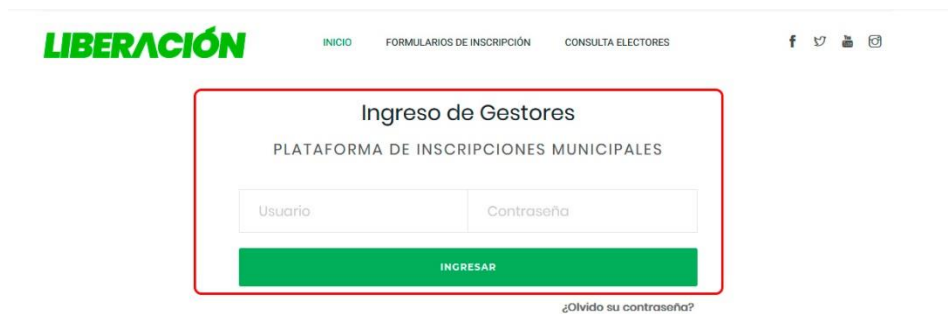 LIBERACIÓN
INICIO FORMULARIOS DE INSCRIPCIÓN CONSULTA ELECTORES
Ingreso de Gestores
PLATAFORMA DE INSCRIPCIONES MUNICIPALES
Usuario Contraseña
INGRESAR
¿Olvido su contraseña?